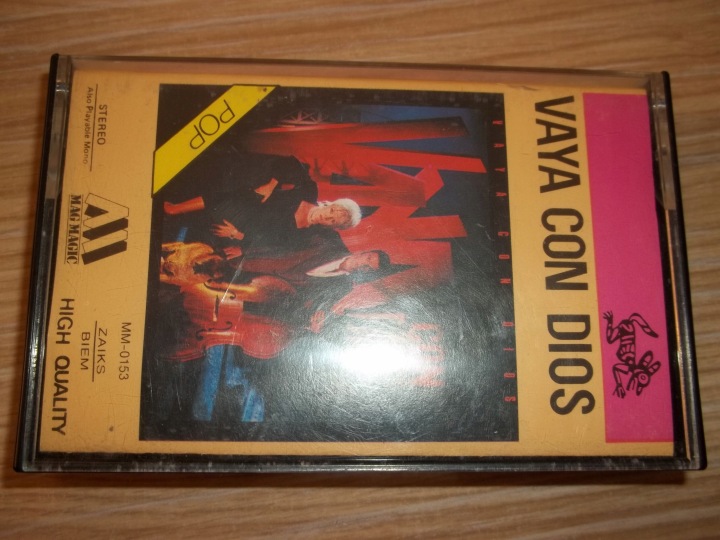 VAYA CON DIOS
VAYA CON DIOS
POP
MM-0153
STEREO
Also Playable Mono
MAG MAGIC
ZAIKS
BIEM
HIGH QUALITY